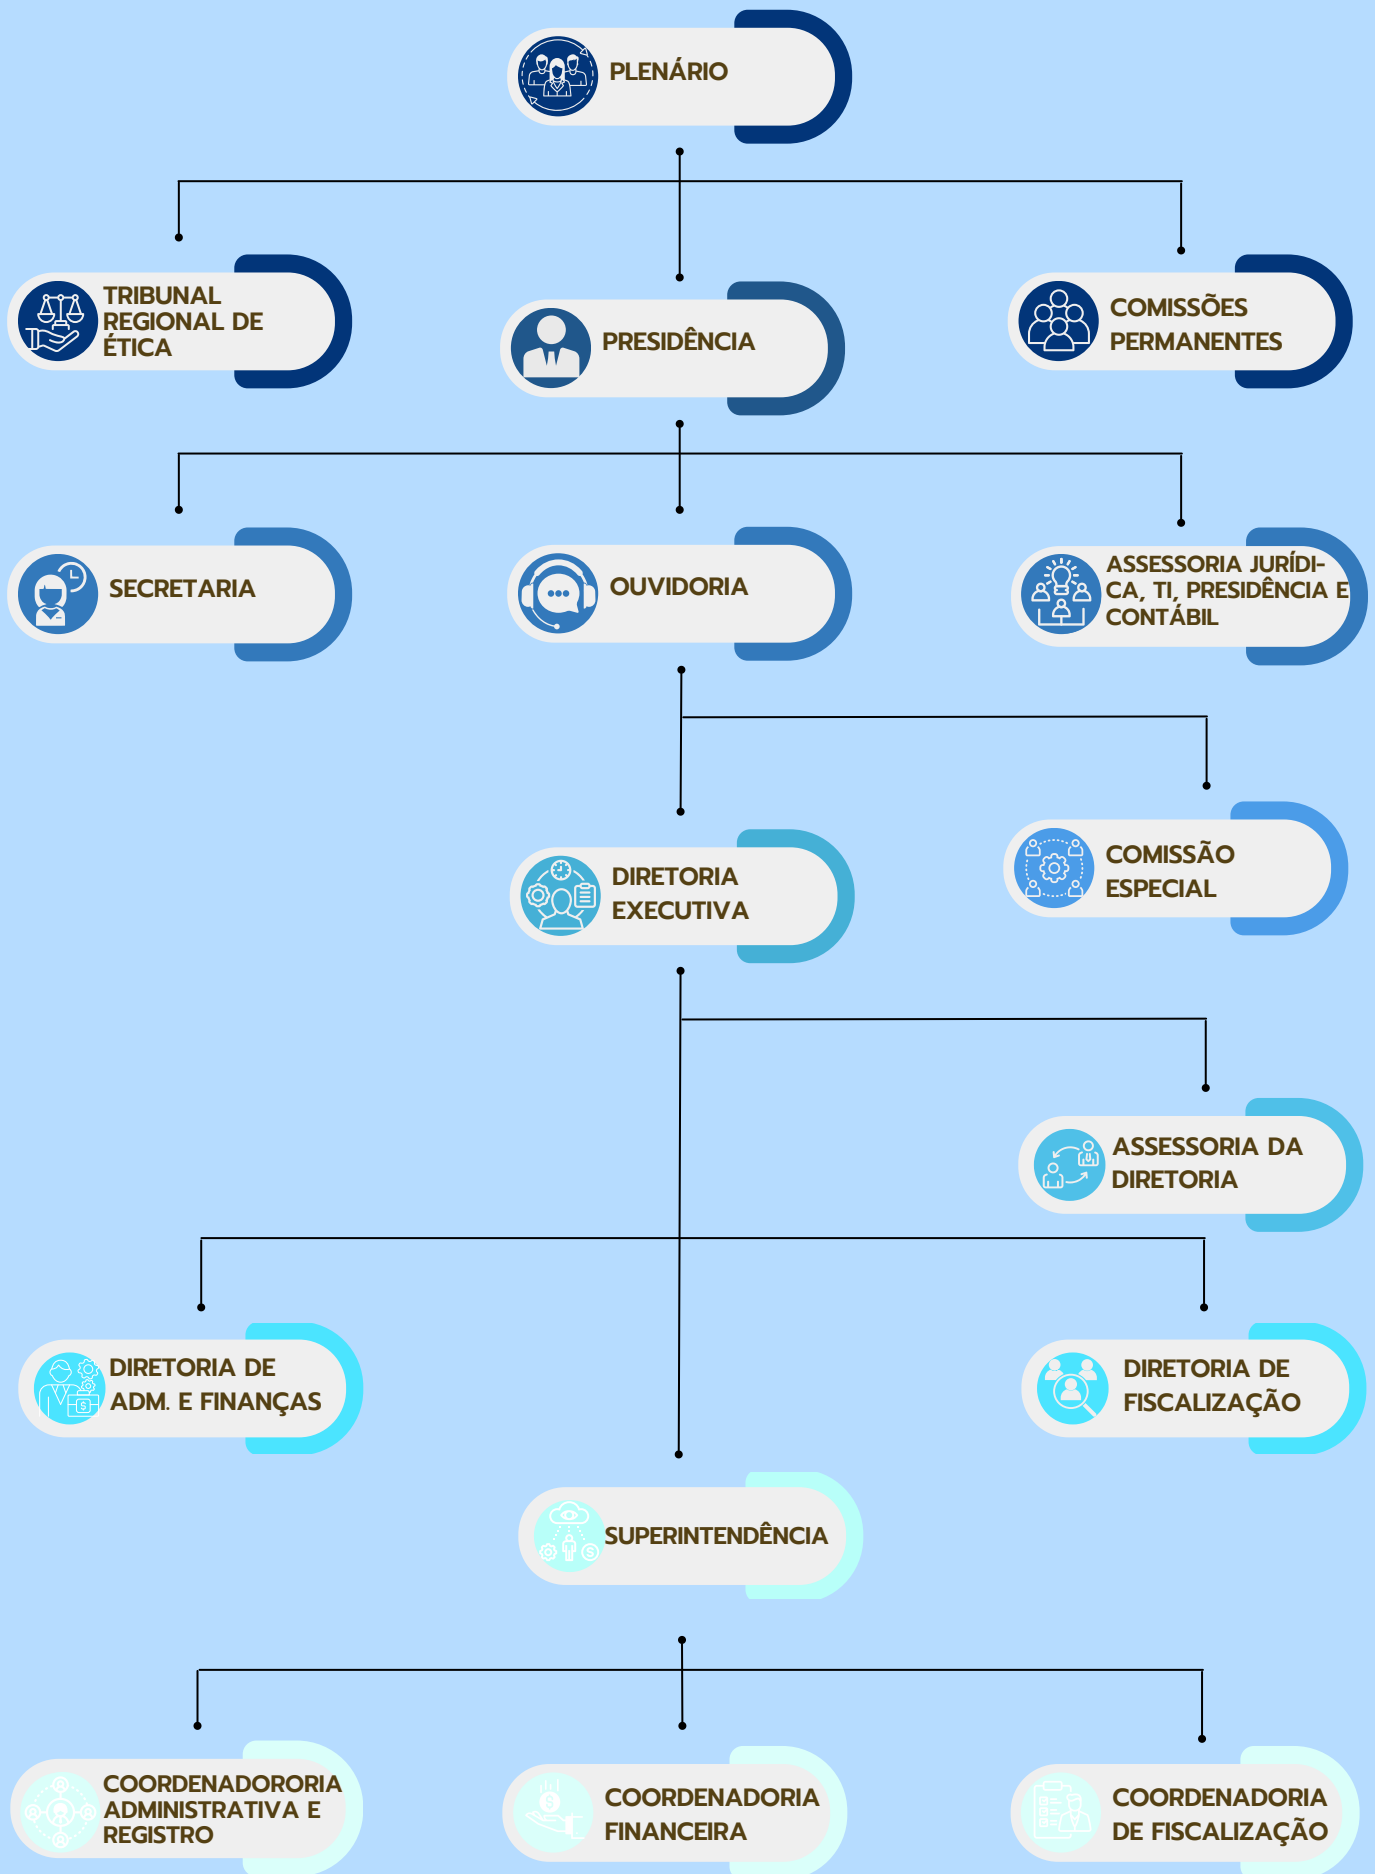 PLENÁRIO
TRIBUNAL
REGIONAL DE
ÉTICA
PRESIDÊNCIA
COMISSÕES
PERMANENTES
SECRETARIA
OUVIDORIA
ASSESSORIA JURÍDI-
CA, TI, PRESIDÊNCIA E
CONTÁBIL
DIRETORIA
EXECUTIVA
COMISSÃO
ESPECIAL
ASSESSORIA DA
DIRETORIA
DIRETORIA DE
ADM. E FINANÇAS
DIRETORIA DE
FISCALIZAÇÃO
SUPERINTENDÊNCIA
COORDENADORORIA
ADMINISTRATIVA E
REGISTRO
COORDENADORIA
FINANCEIRA
COORDENADORIA
DE FISCALIZAÇÃO